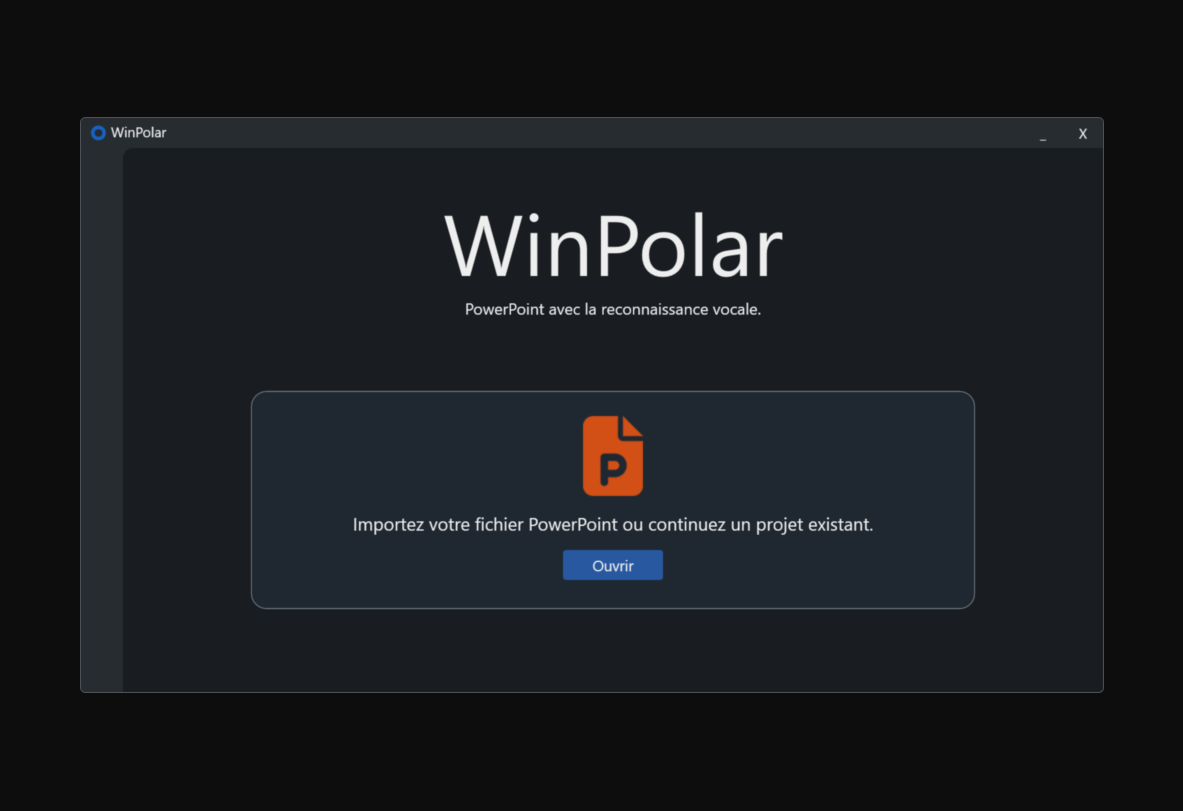 WinPolar
_ X
WinPolar
PowerPoint avec la reconnaissance vocale.
P
Importez votre fichier PowerPoint ou continuez un projet existant.
Ouvrir